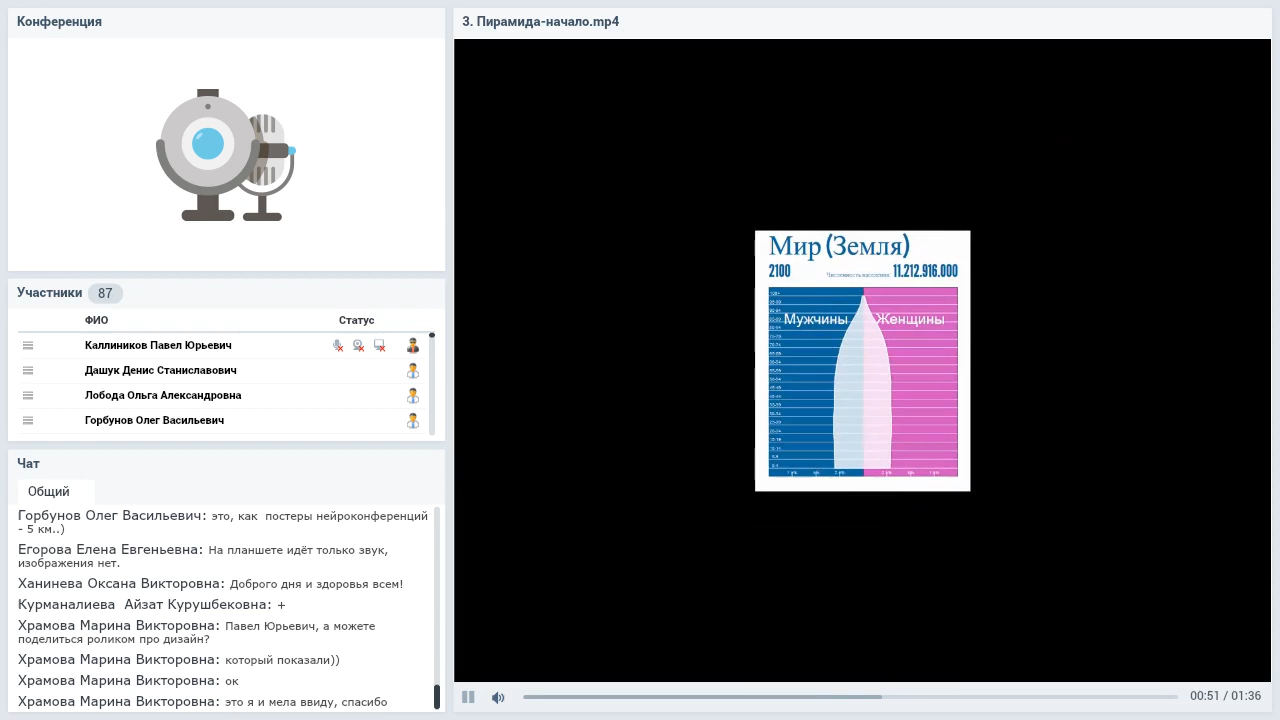 Конференция
Участники 87
ФИО Статус
Каллиников Павел Юрьевич
Дашук Денис Станиславович
Лобода Ольга Александровна
Горбунов Олег Васильевич
Чат
Общий
Горбунов Олег Васильевич: это, как постеры нейроконференций
- 5 км..)
Егорова Елена Евгеньевна: На планшете идёт только звук,
изображения нет.
Ханинева Оксана Викторовна: Доброго дня и здоровья всем!
Курманалиева Айзат Курушбековна: +
Храмова Марина Викторовна: Павел Юрьевич, а можете
поделиться роликом про дизайн?
Храмова Марина Викторовна: который показали))
Храмова Марина Викторовна: ок
Храмова Марина Викторовна: это я и мела ввиду, спасибо
3. Пирамида-начало.mp4
Мир (Земля)
2100 Численность населения: 11.212.916.000
Мужчины Женщины
00:51 / 01:36